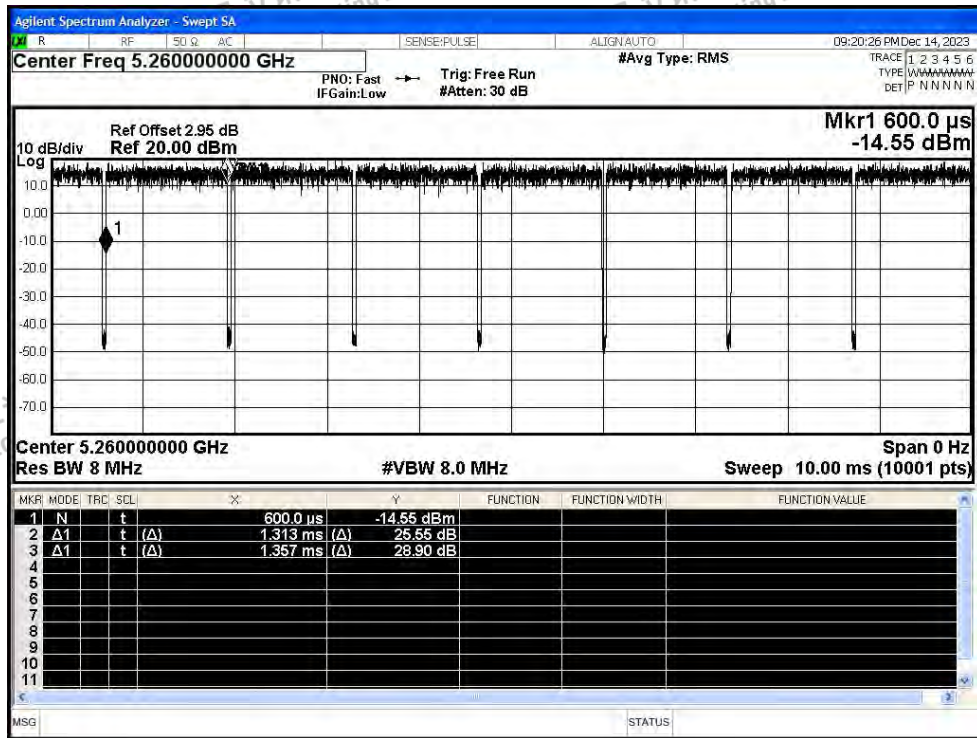 Agilent Spectrum Analyzer - Swept SA
LXI R RF 50 Ω AC SENSE:PULSE ALIGN AUTO 09:20:26 PM Dec 14, 2023
Center Freq 5.260000000 GHz
PNO: Fast
IFGain:Low
Trig: Free Run
#Atten: 30 dB
#Avg Type: RMS
TRACE 1 2 3 4 5 6
TYPE
DET P N N N N N
Mkr1 600.0 µs
-14.55 dBm
Ref Offset 2.95 dB
10 dB/div Ref 20.00 dBm
Log
10.0
0.00
1
-10.0
-20.0
-30.0
-40.0
-50.0
-60.0
-70.0
Center 5.260000000 GHz Span 0 Hz
Res BW 8 MHz #VBW 8.0 MHz Sweep 10.00 ms (10001 pts)
MKR MODE TRC SCL X Y FUNCTION FUNCTION WIDTH FUNCTION VALUE
1 N t 600.0 µs -14.55 dBm
2 Δ1 t (Δ) 1.313 ms (Δ) 25.55 dB
3 Δ1 t (Δ) 1.357 ms (Δ) 28.90 dB
4
5
6
7
8
9
10
11
MSG STATUS